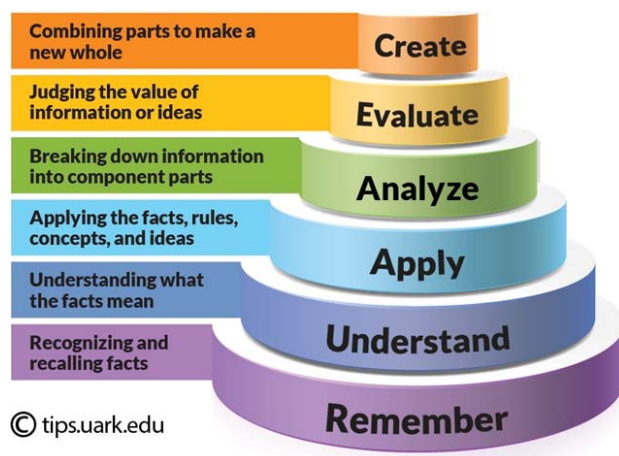 Combining parts to make a
new whole
Create
Judging the value of
information or ideas
Evaluate
Breaking down information
into component parts
Analyze
Applying the facts, rules,
concepts, and ideas
Apply
Understanding what
the facts mean
Understand
Recognizing and
recalling facts
Remember
© tips.uark.edu